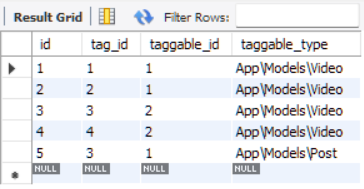 Result Grid Filter Rows:
id tag_id taggable_id taggable_type
1 1 1 App\Models\Video
2 2 1 App\Models\Video
3 3 2 App\Models\Video
4 4 2 App\Models\Video
5 3 1 App\Models\Post
NULL NULL NULL NULL